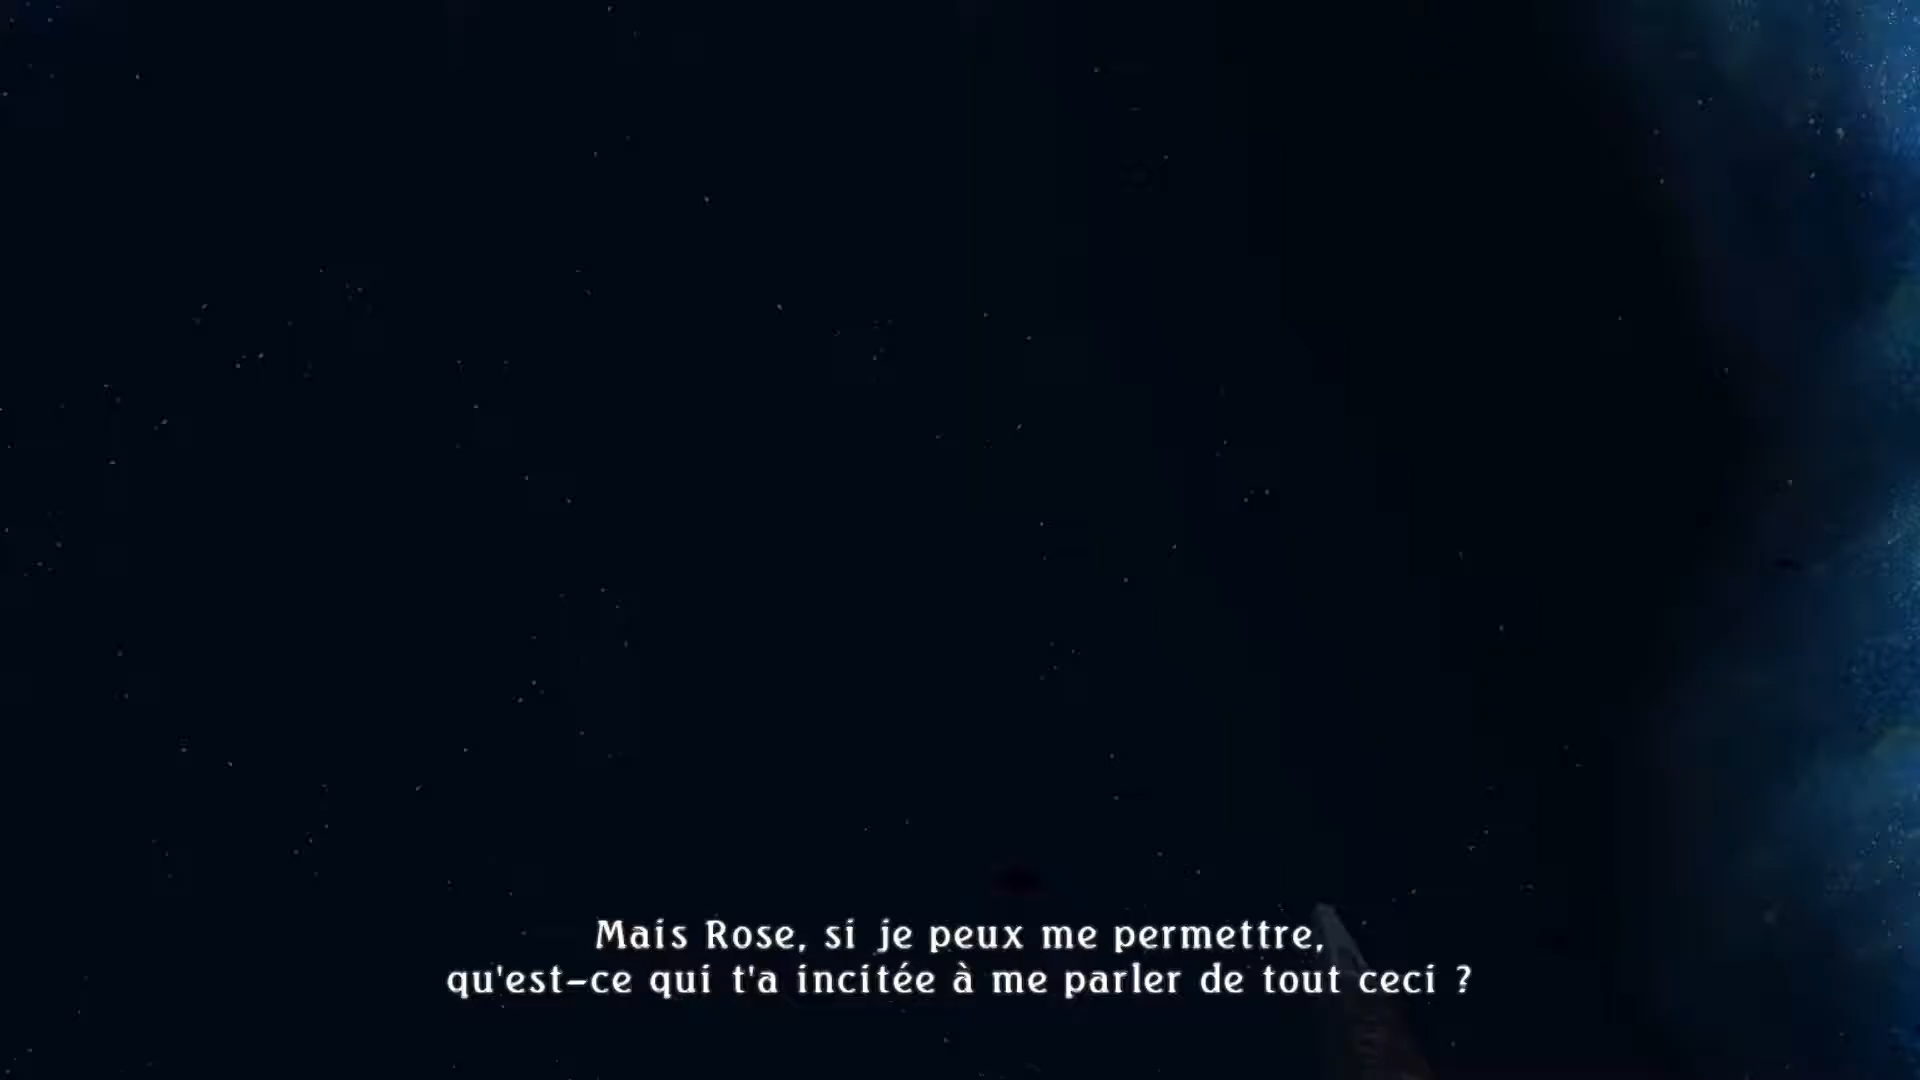 Mais Rose, si je peux me permettre,
qu'est-ce qui t'a incitée à me parler de tout ceci ?